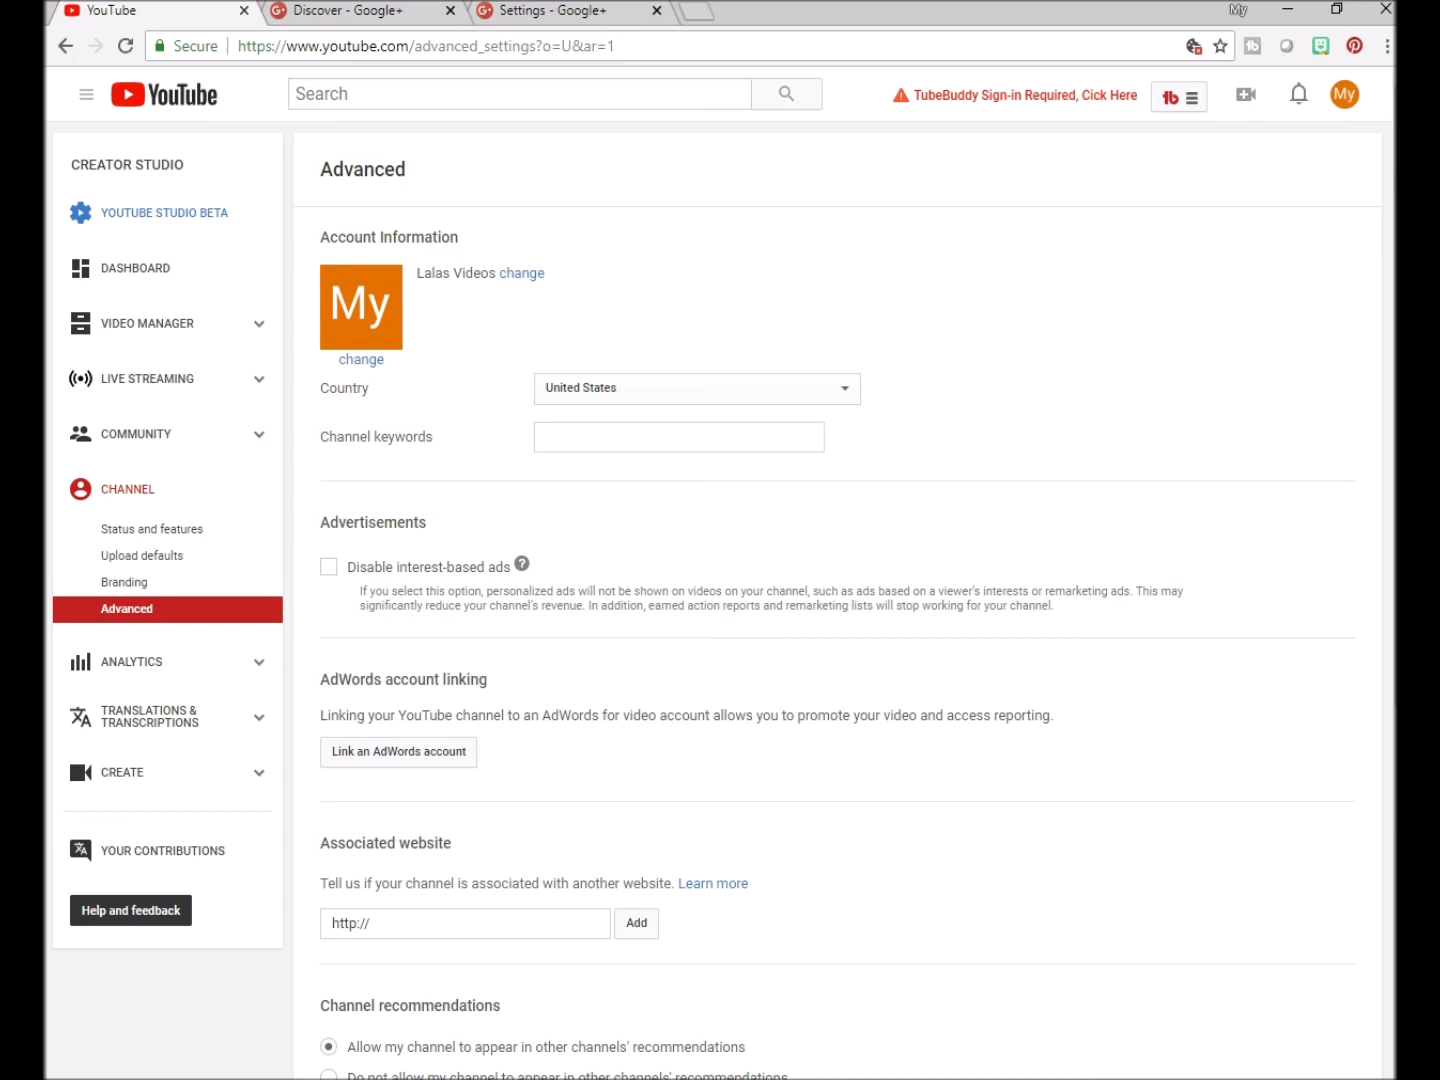 YouTube
Discover - Google+
Settings - Google+
My
Secure
https://www.youtube.com/advanced_settings?o=U&ar=1
YouTube
Search
TubeBuddy Sign-in Required, Cick Here
tb
My
CREATOR STUDIO
YOUTUBE STUDIO BETA
DASHBOARD
VIDEO MANAGER
LIVE STREAMING
COMMUNITY
CHANNEL
Status and features
Upload defaults
Branding
Advanced
ANALYTICS
TRANSLATIONS &
TRANSCRIPTIONS
CREATE
YOUR CONTRIBUTIONS
Help and feedback
Advanced
Account Information
My
Lalas Videos change
change
Country
United States
Channel keywords
Advertisements
Disable interest-based ads ?
If you select this option, personalized ads will not be shown on videos on your channel, such as ads based on a viewer's interests or remarketing ads. This may
significantly reduce your channel's revenue. In addition, earned action reports and remarketing lists will stop working for your channel.
AdWords account linking
Linking your YouTube channel to an AdWords for video account allows you to promote your video and access reporting.
Link an AdWords account
Associated website
Tell us if your channel is associated with another website. Learn more
http://
Add
Channel recommendations
Allow my channel to appear in other channels' recommendations
Do not allow my channel to appear in other channels' recommendations